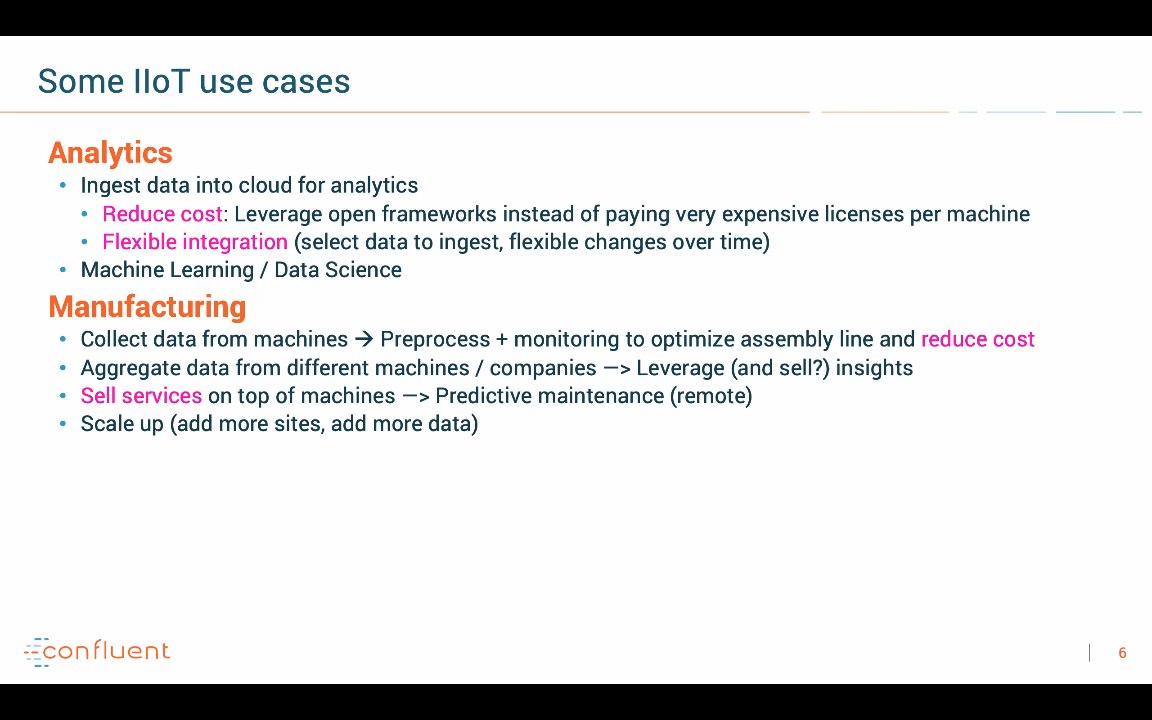 Some IIoT use cases
Analytics
• Ingest data into cloud for analytics
• Reduce cost: Leverage open frameworks instead of paying very expensive licenses per machine
• Flexible integration (select data to ingest, flexible changes over time)
• Machine Learning / Data Science
Manufacturing
• Collect data from machines → Preprocess + monitoring to optimize assembly line and reduce cost
• Aggregate data from different machines / companies —> Leverage (and sell?) insights
• Sell services on top of machines —> Predictive maintenance (remote)
• Scale up (add more sites, add more data)
confluent
6